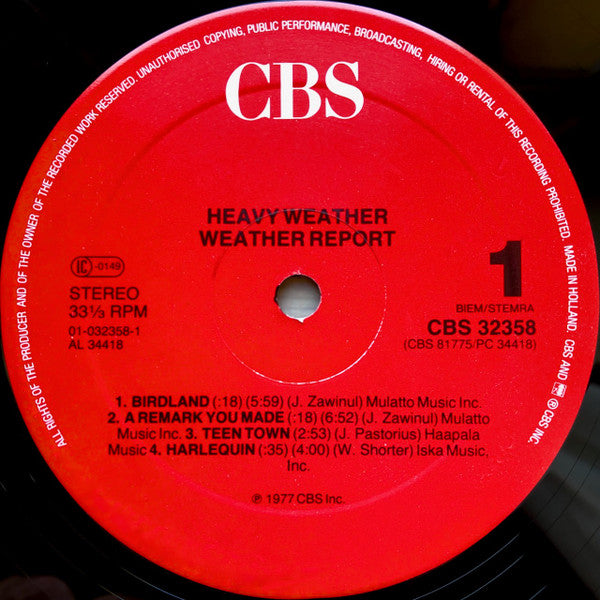 ALL RIGHTS OF THE PRODUCER AND OF THE OWNER OF THE RECORDED WORK RESERVED. UNAUTHORISED COPYING, PUBLIC PERFORMANCE, BROADCASTING, HIRING OR RENTAL OF THIS RECORDING PROHIBITED. MADE IN HOLLAND. CBS AND ℗ CBS INC.
CBS
HEAVY WEATHER
WEATHER REPORT
IC -0149
STEREO
33⅓ RPM
01-032358-1
AL 34418
1
BIEM/STEMRA
CBS 32358
(CBS 81775/PC 34418)
1. BIRDLAND (:18) (5:59) (J. Zawinul) Mulatto Music Inc.
2. A REMARK YOU MADE (:18) (6:52) (J. Zawinul) Mulatto
Music Inc. 3. TEEN TOWN (2:53) (J. Pastorius) Haapala
Music 4. HARLEQUIN (:35) (4:00) (W. Shorter) Iska Music,
Inc.
℗ 1977 CBS Inc.